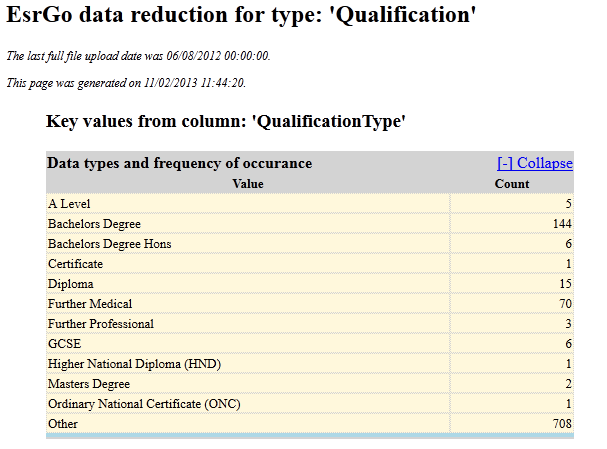 EsrGo data reduction for type: 'Qualification'
The last full file upload date was 06/08/2012 00:00:00.
This page was generated on 11/02/2013 11:44:20.
Key values from column: 'QualificationType'
Data types and frequency of occurance [-] Collapse
Value Count
A Level 5
Bachelors Degree 144
Bachelors Degree Hons 6
Certificate 1
Diploma 15
Further Medical 70
Further Professional 3
GCSE 6
Higher National Diploma (HND) 1
Masters Degree 2
Ordinary National Certificate (ONC) 1
Other 708